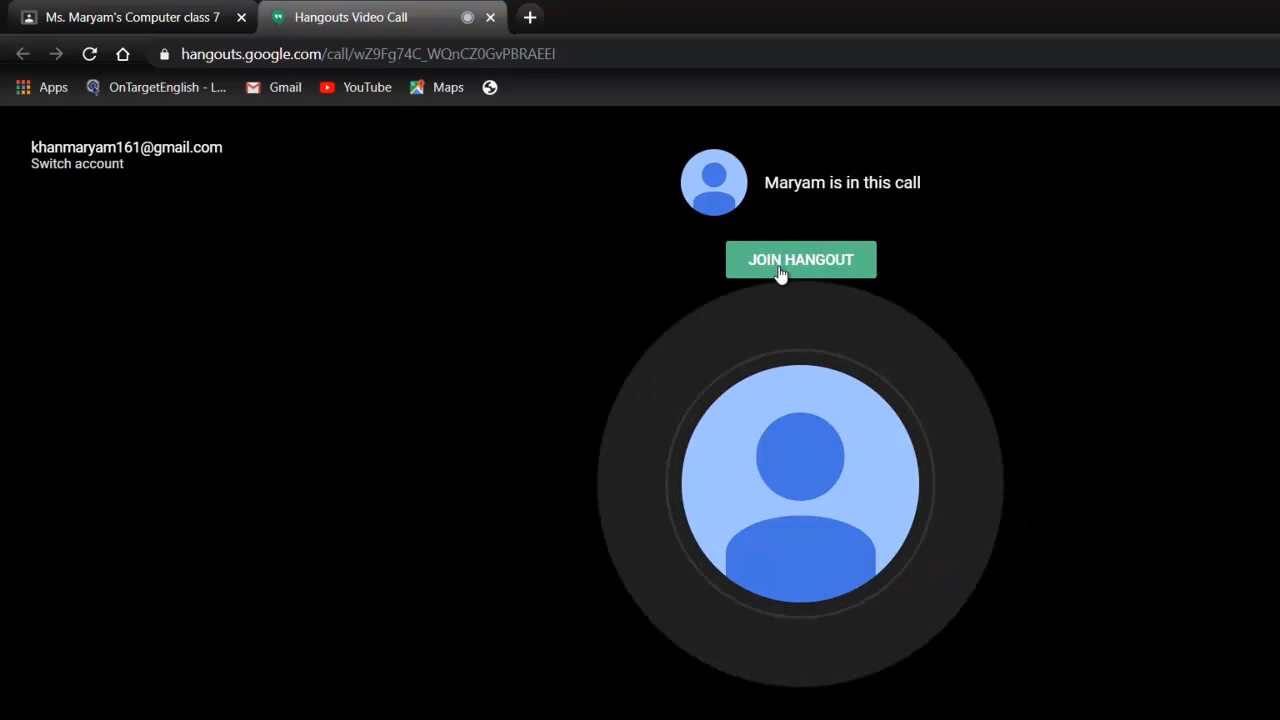 Ms. Maryam's Computer class 7
Hangouts Video Call
hangouts.google.com/call/wZ9Fg74C_WQnCZ0GvPBRAEEI
Apps
OnTargetEnglish - L...
Gmail
YouTube
Maps
khanmaryam161@gmail.com
Switch account
Maryam is in this call
JOIN HANGOUT